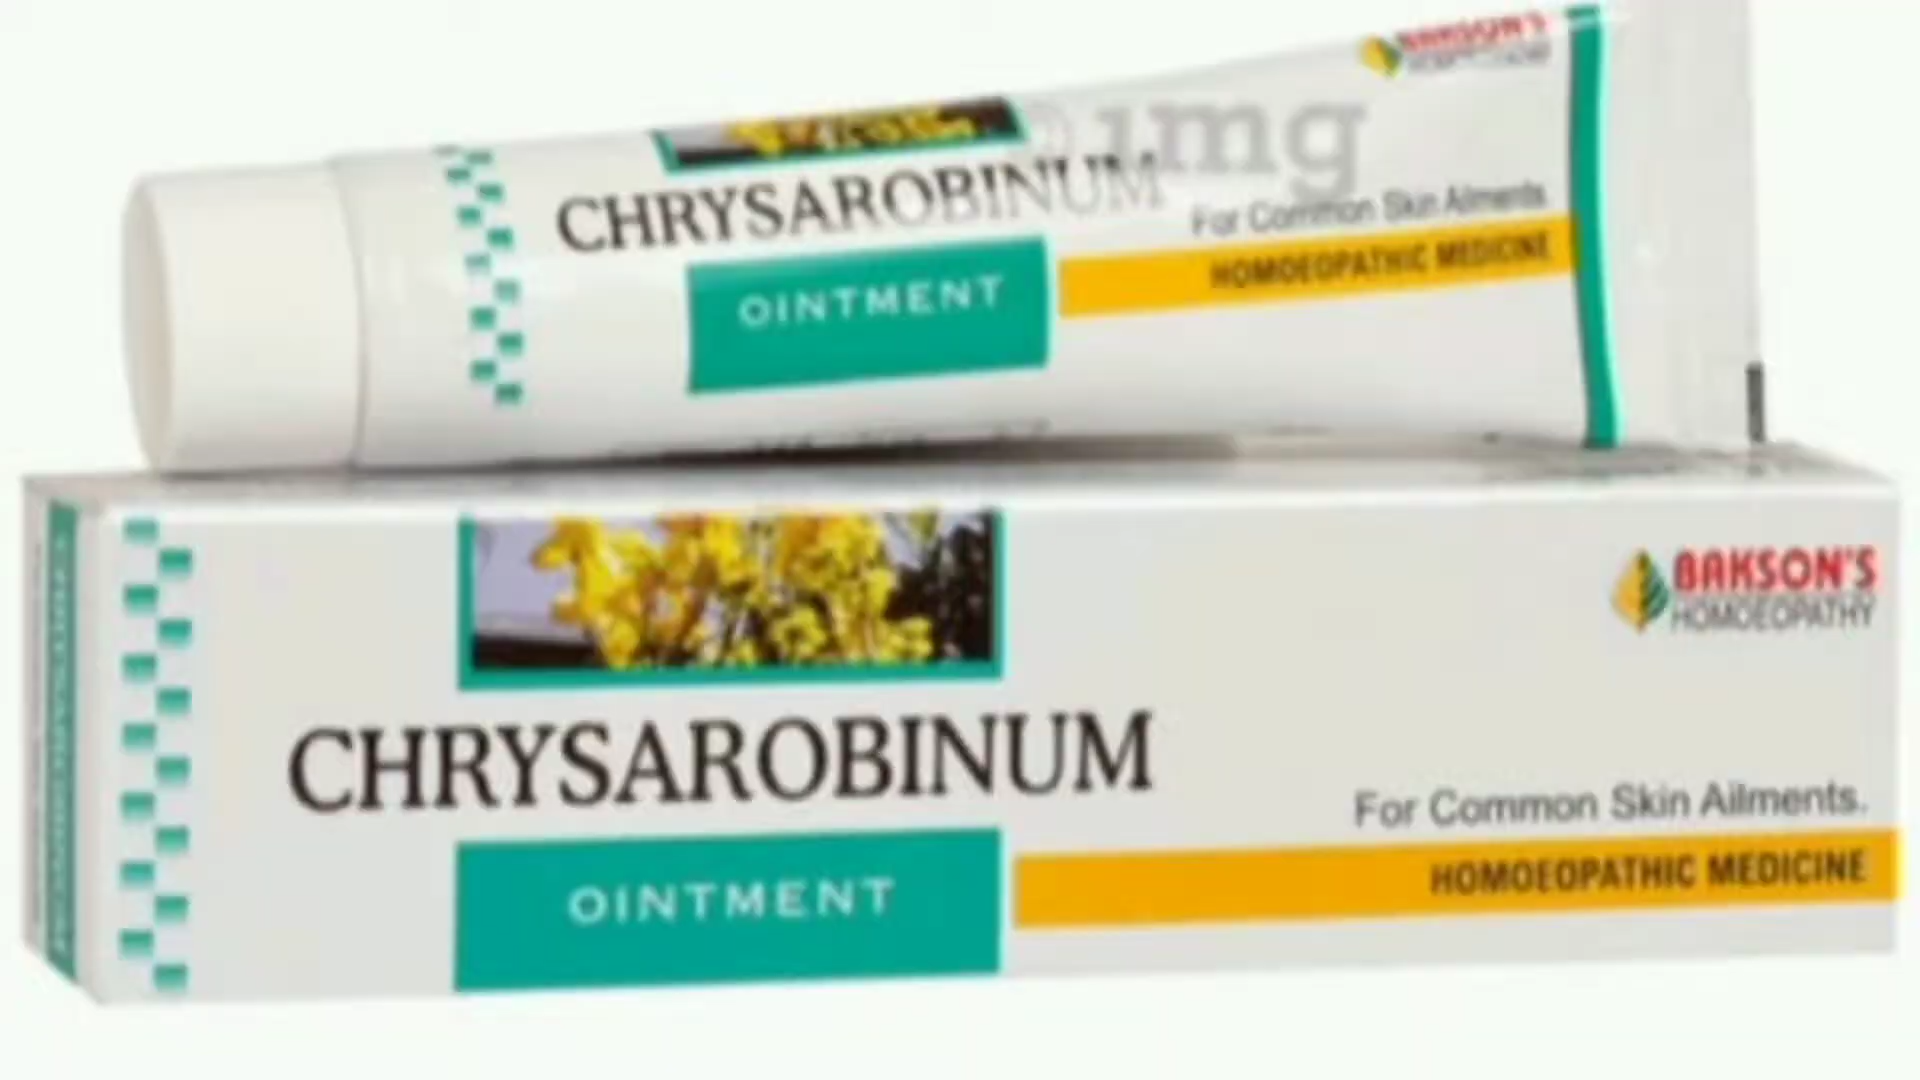 BAKSON'S
1mg
CHRYSAROBINUM
For Common Skin Ailments
HOMOEOPATHIC MEDICINE
OINTMENT
BAKSON'S
HOMOEOPATHY
CHRYSAROBINUM
For Common Skin Ailments.
HOMOEOPATHIC MEDICINE
OINTMENT